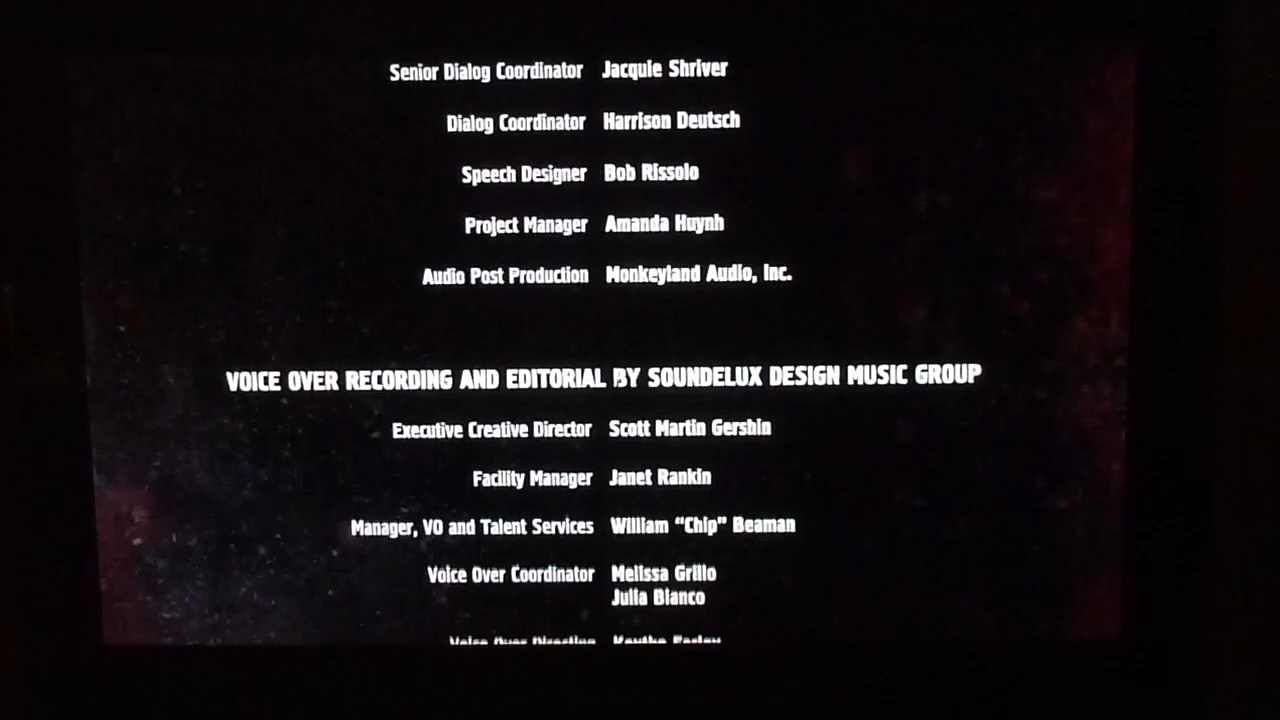 Senior Dialog Coordinator Jacquie Shriver
Dialog Coordinator Harrison Deutsch
Speech Designer Bob Rissolo
Project Manager Amanda Huynh
Audio Post Production Monkeyland Audio, Inc.
VOICE OVER RECORDING AND EDITORIAL BY SOUNDELUX DESIGN MUSIC GROUP
Executive Creative Director Scott Martin Gershin
Facility Manager Janet Rankin
Manager, VO and Talent Services William “Chip” Beaman
Voice Over Coordinator Melissa Grillo
Julia Bianco
Voice Over